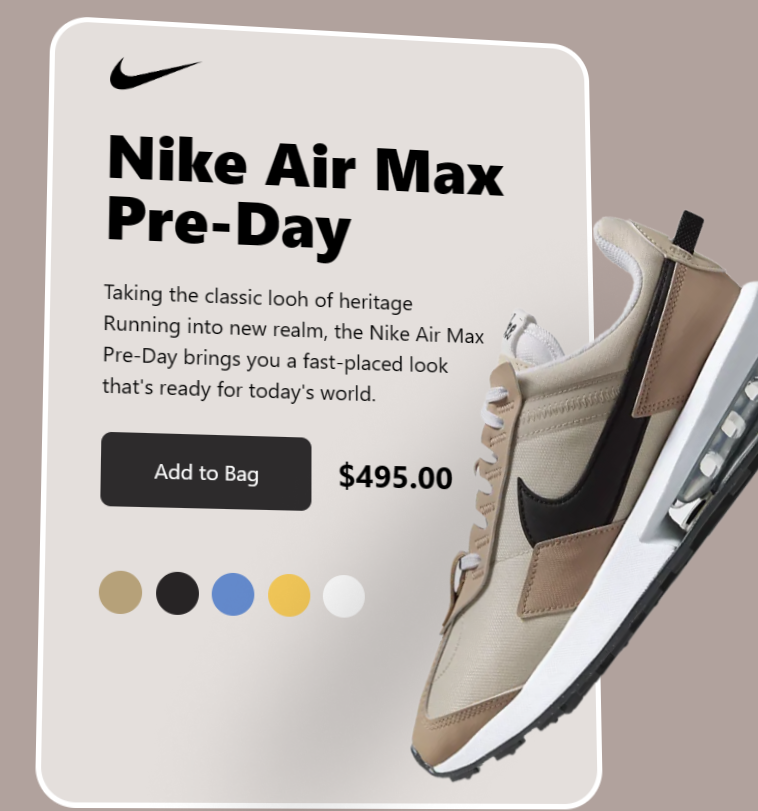 Nike Air Max
Pre-Day
Taking the classic looh of heritage
Running into new realm, the Nike Air Max
Pre-Day brings you a fast-placed look
that's ready for today's world.
Add to Bag
$495.00